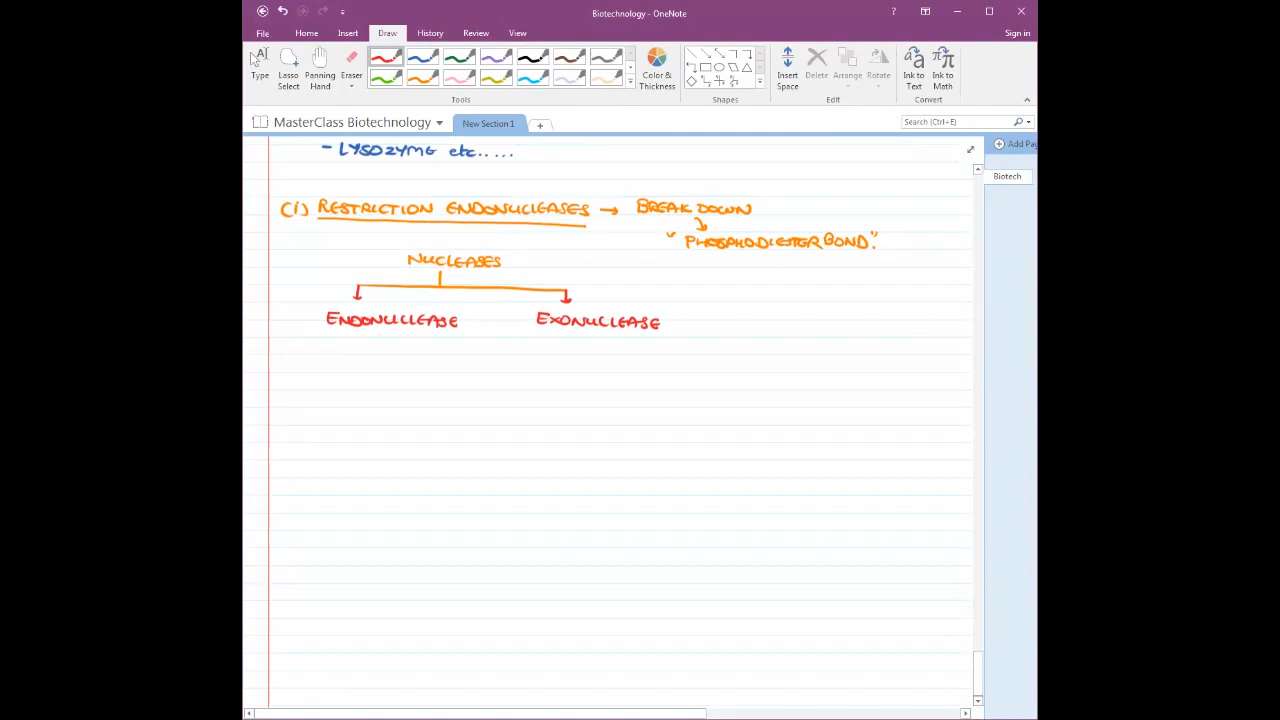 Biotechnology - OneNote
?
File Home Insert Draw History Review View Sign in
Type
Lasso Select
Panning Hand
Eraser
Color & Thickness
Insert Space
Delete
Arrange
Rotate
Ink to Text
Ink to Math
Tools Shapes Edit Convert
MasterClass Biotechnology New Section 1 Search (Ctrl+E)
Add Pa
Biotech
- LYSOZYME etc.....
(i) RESTRICTION ENDONUCLEASES → BREAK DOWN
" PHOSPHODIESTER BOND."
NUCLEASES
ENDONUCLEASE EXONUCLEASE